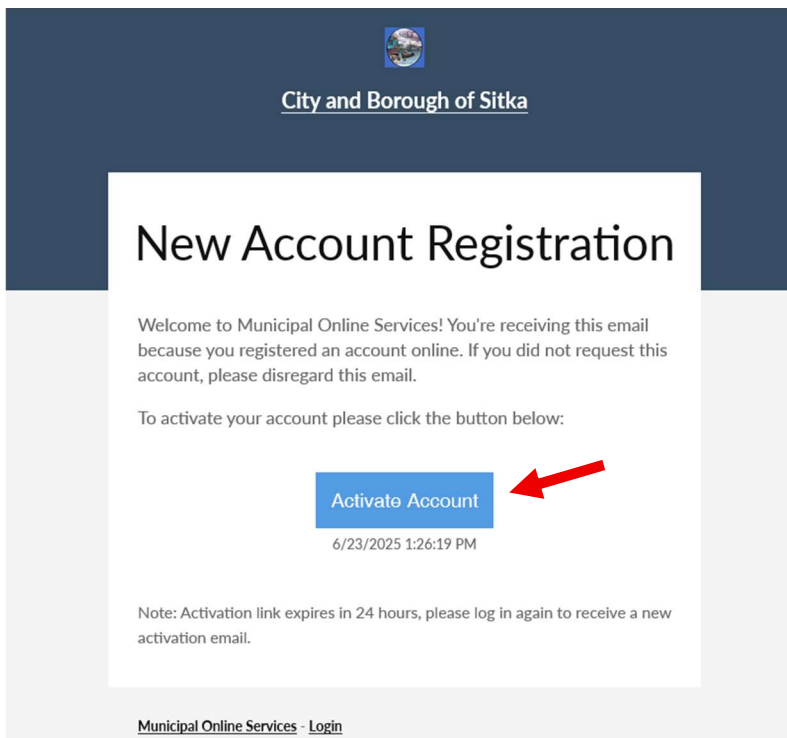 City and Borough of Sitka
New Account Registration
Welcome to Municipal Online Services! You're receiving this email
because you registered an account online. If you did not request this
account, please disregard this email.
To activate your account please click the button below:
Activate Account
6/23/2025 1:26:19 PM
Note: Activation link expires in 24 hours, please log in again to receive a new
activation email.
Municipal Online Services - Login